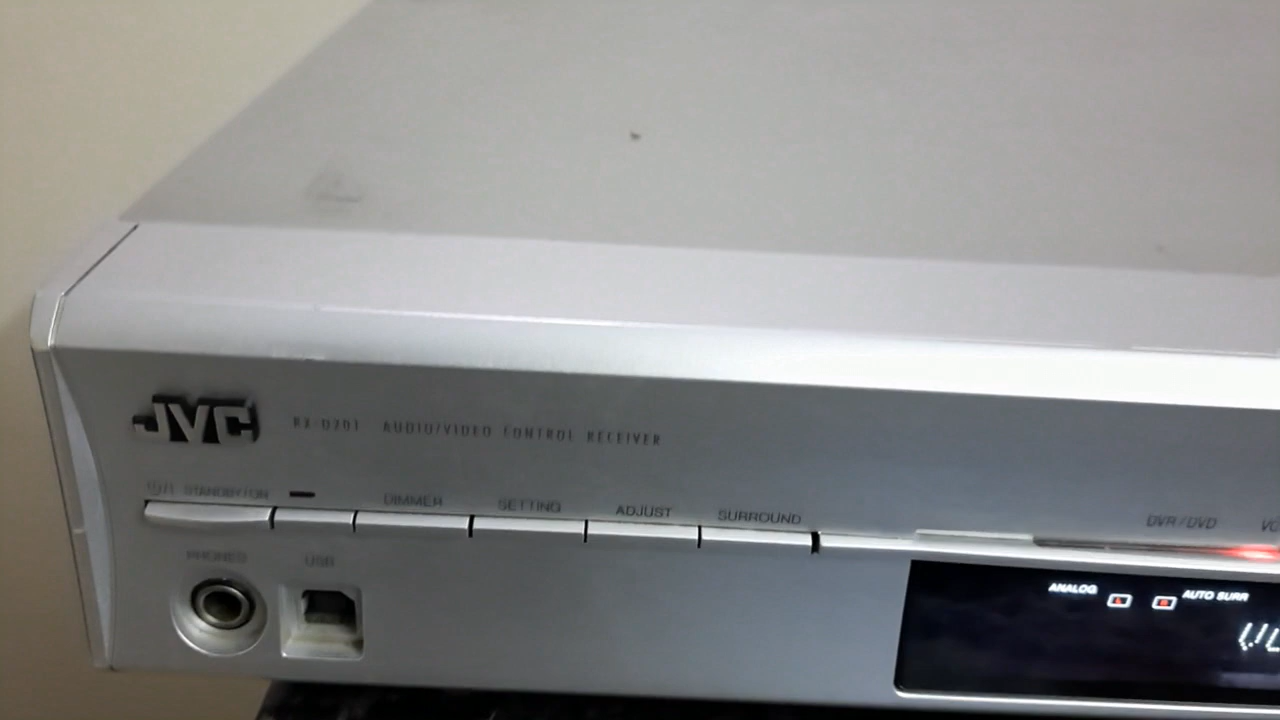 JVC RX-D201 AUDIO/VIDEO CONTROL RECEIVER
STANDBY/ON DIMMER SETTING ADJUST SURROUND
DVR/DVD
PHONES USB
ANALOG L R AUTO SURR